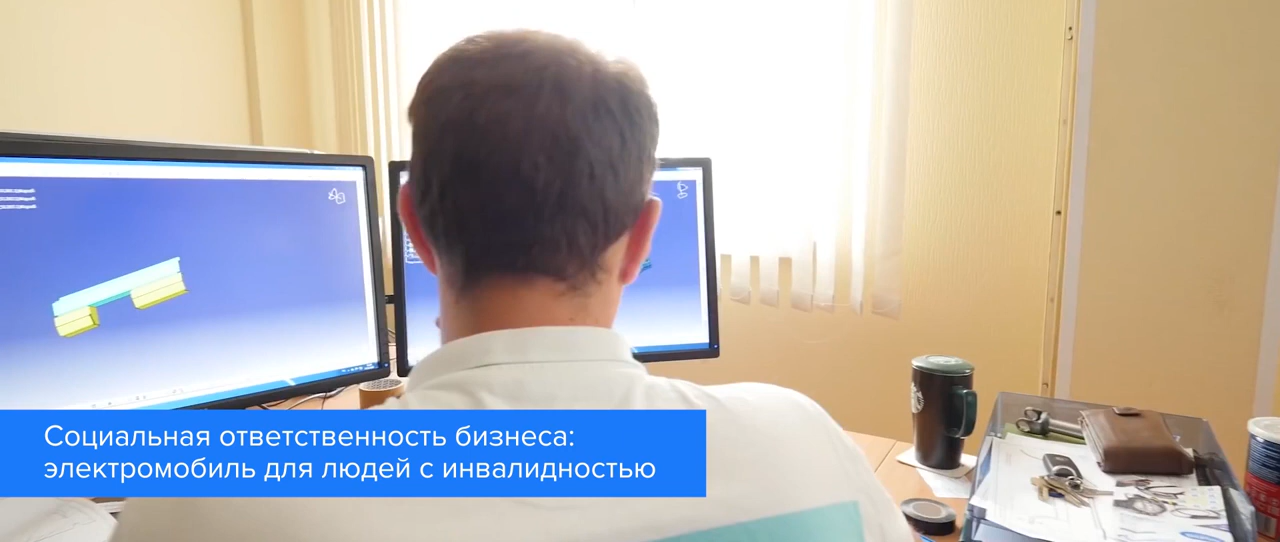 Социальная ответственность бизнеса:
электромобиль для людей с инвалидностью